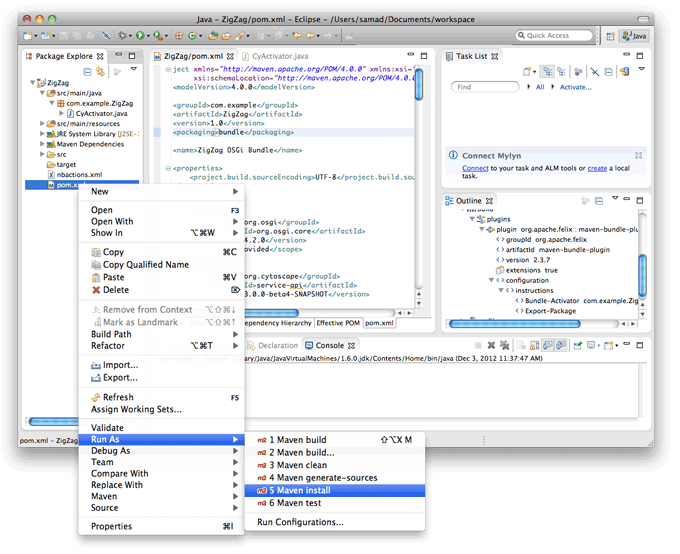 Java - ZigZag/pom.xml - Eclipse - /Users/samad/Documents/workspace
Quick Access
Java
Package Explorer
ZigZag
src/main/java
com.example.ZigZag
CyActivator.java
src/main/resources
JRE System Library [J2SE-1
Maven Dependencies
src
target
nbactions.xml
pom.xml
ZigZag/pom.xml
CyActivator.java
ject xmlns="http://maven.apache.org/POM/4.0.0" xmlns:xsi="
xsi:schemaLocation="http://maven.apache.org/POM/4.0.
<modelVersion>4.0.0</modelVersion>
<groupId>com.example</groupId>
<artifactId>ZigZag</artifactId>
<version>1.0</version>
<packaging>bundle</packaging>
<name>ZigZag OSGi Bundle</name>
<properties>
<project.build.sourceEncoding>UTF-8</project.build.sou
org.osgi</groupId>
org.osgi.core</artifactId>
4.2.0</version>
ovided</scope>
org.cytoscape</groupId>
service-api</artifactId>
3.0.0-beta4-SNAPSHOT</version>
ependency Hierarchy
Effective POM
pom.xml
Task List
Find
All
Activate...
Connect Mylyn
Connect to your task and ALM tools or create a local
task.
Outline
plugins
plugin org.apache.felix : maven-bundle-plu
groupId org.apache.felix
artifactId maven-bundle-plugin
version 2.3.7
extensions true
configuration
instructions
Bundle-Activator com.example.Zig
Export-Package
Declaration
Console
Library/Java/JavaVirtualMachines/1.6.0.jdk/Contents/Home/bin/java (Dec 3, 2012 11:37:47 AM)
pom.xml - ZigZag
New
Open F3
Open With
Show In ⌥⌘W
Copy ⌘C
Copy Qualified Name
Paste ⌘V
Delete ⌦
Remove from Context ⌥⇧⌘↓
Mark as Landmark ⌥⇧⌘↑
Build Path
Refactor ⌥⌘T
Import...
Export...
Refresh F5
Assign Working Sets...
Validate
Run As
Debug As
Team
Compare With
Replace With
Maven
Source
Properties ⌘I
m2 1 Maven build ⇧⌥X M
m2 2 Maven build...
m2 3 Maven clean
m2 4 Maven generate-sources
m2 5 Maven install
m2 6 Maven test
Run Configurations...